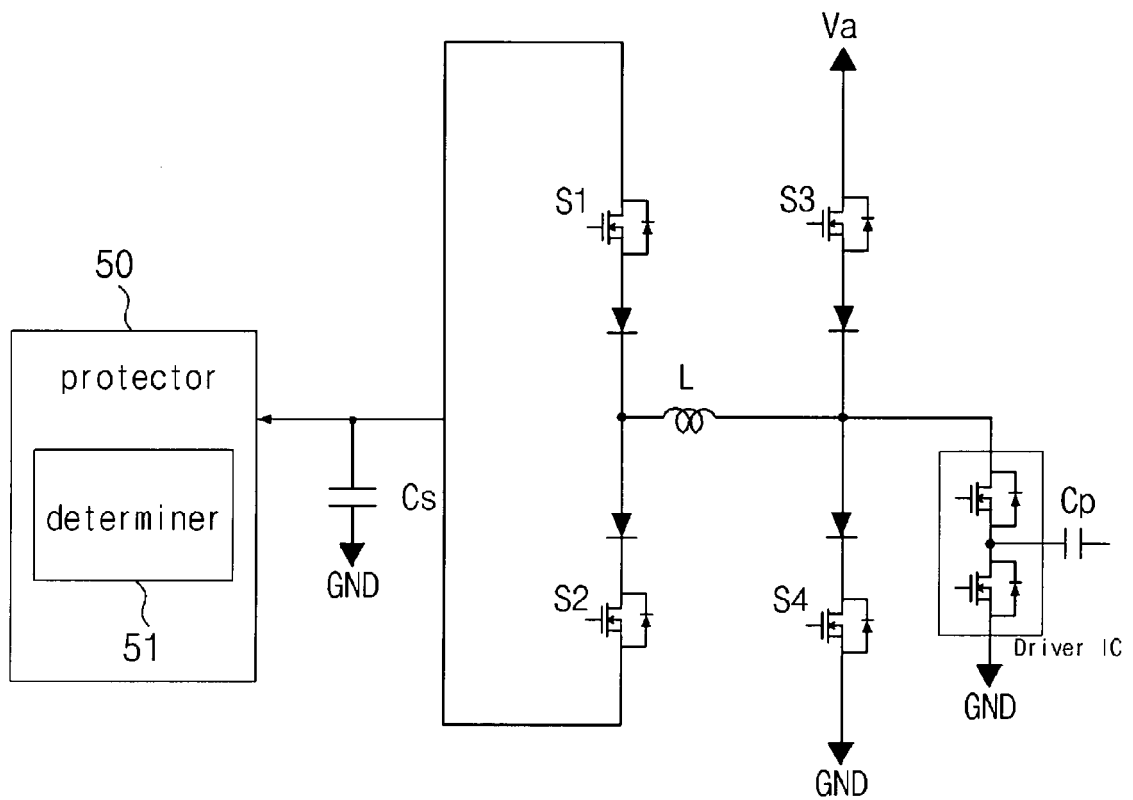 Va
S1
S3
50
protector
L
Cs
determiner
Cp
GND
S2
S4
51
Driver IC
GND
GND